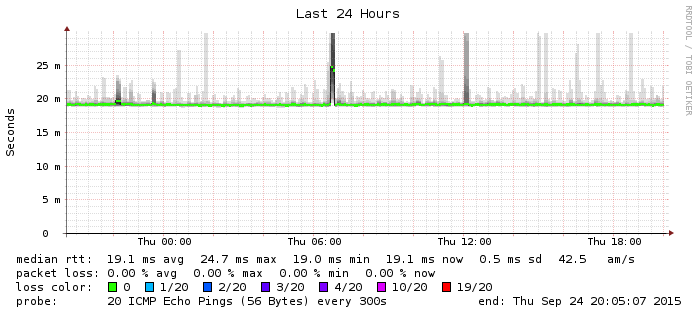 Last 24 Hours
RRDTOOL / TOBI OETIKER
Seconds
25 m
20 m
15 m
10 m
5 m
0
Thu 00:00 Thu 06:00 Thu 12:00 Thu 18:00
median rtt: 19.1 ms avg 24.7 ms max 19.0 ms min 19.1 ms now 0.5 ms sd 42.5 am/s
packet loss: 0.00 % avg 0.00 % max 0.00 % min 0.00 % now
loss color: 0 1/20 2/20 3/20 4/20 10/20 19/20
probe: 20 ICMP Echo Pings (56 Bytes) every 300s end: Thu Sep 24 20:05:07 2015